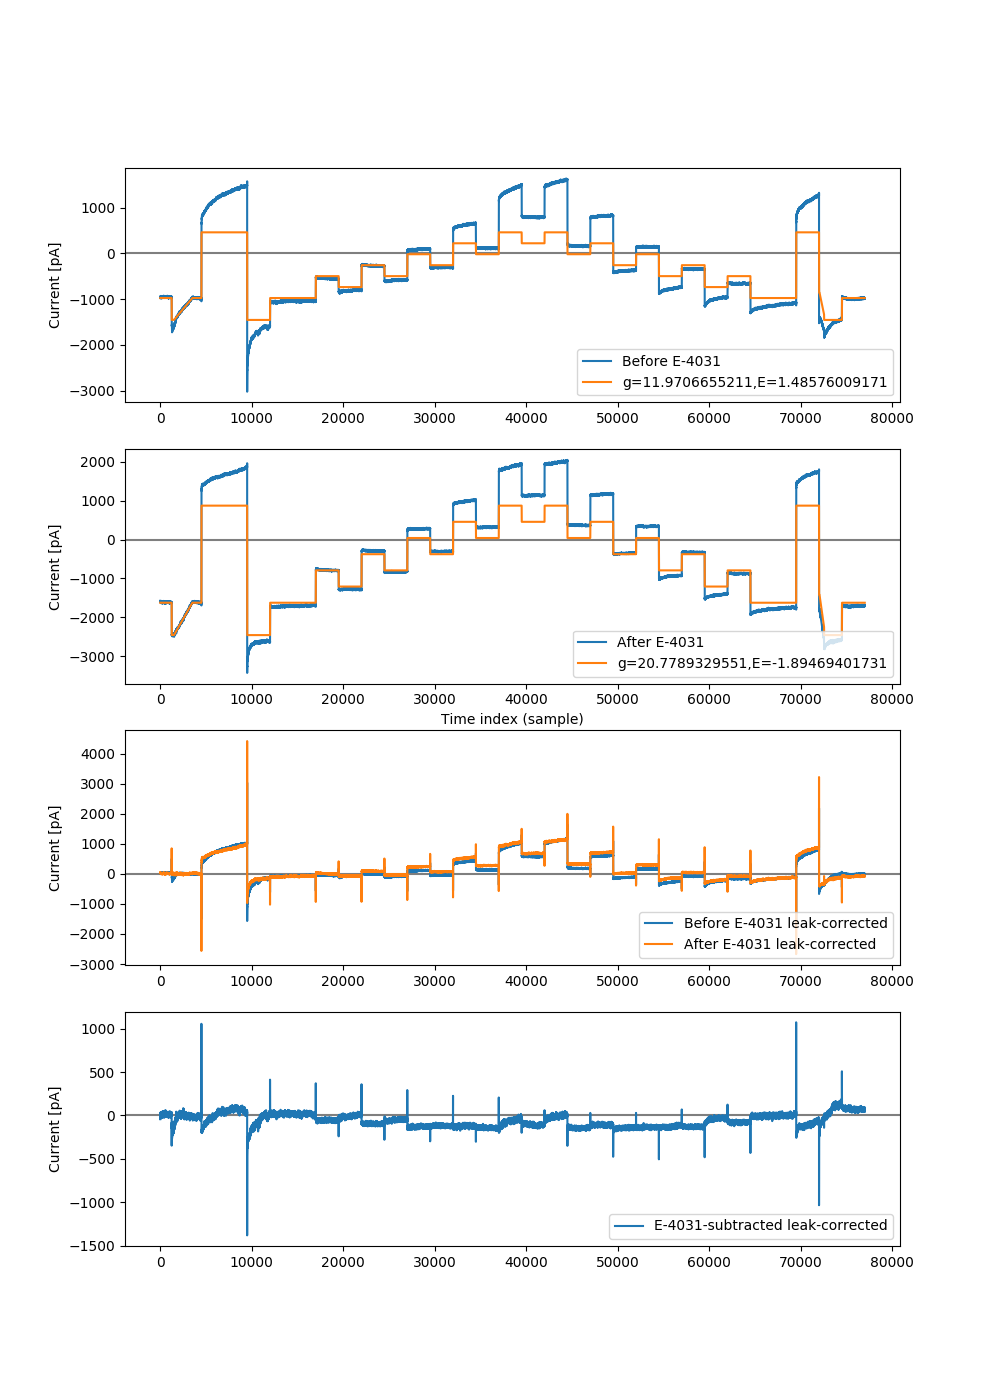 1000
0
−1000
−2000
−3000
Current [pA]
Before E-4031
g=11.9706655211,E=1.48576009171
0 10000 20000 30000 40000 50000 60000 70000 80000
2000
1000
0
−1000
−2000
−3000
Current [pA]
After E-4031
g=20.7789329551,E=-1.89469401731
0 10000 20000 30000 40000 50000 60000 70000 80000
Time index (sample)
4000
3000
2000
1000
0
−1000
−2000
−3000
Current [pA]
Before E-4031 leak-corrected
After E-4031 leak-corrected
0 10000 20000 30000 40000 50000 60000 70000 80000
1000
500
0
−500
−1000
−1500
Current [pA]
E-4031-subtracted leak-corrected
0 10000 20000 30000 40000 50000 60000 70000 80000